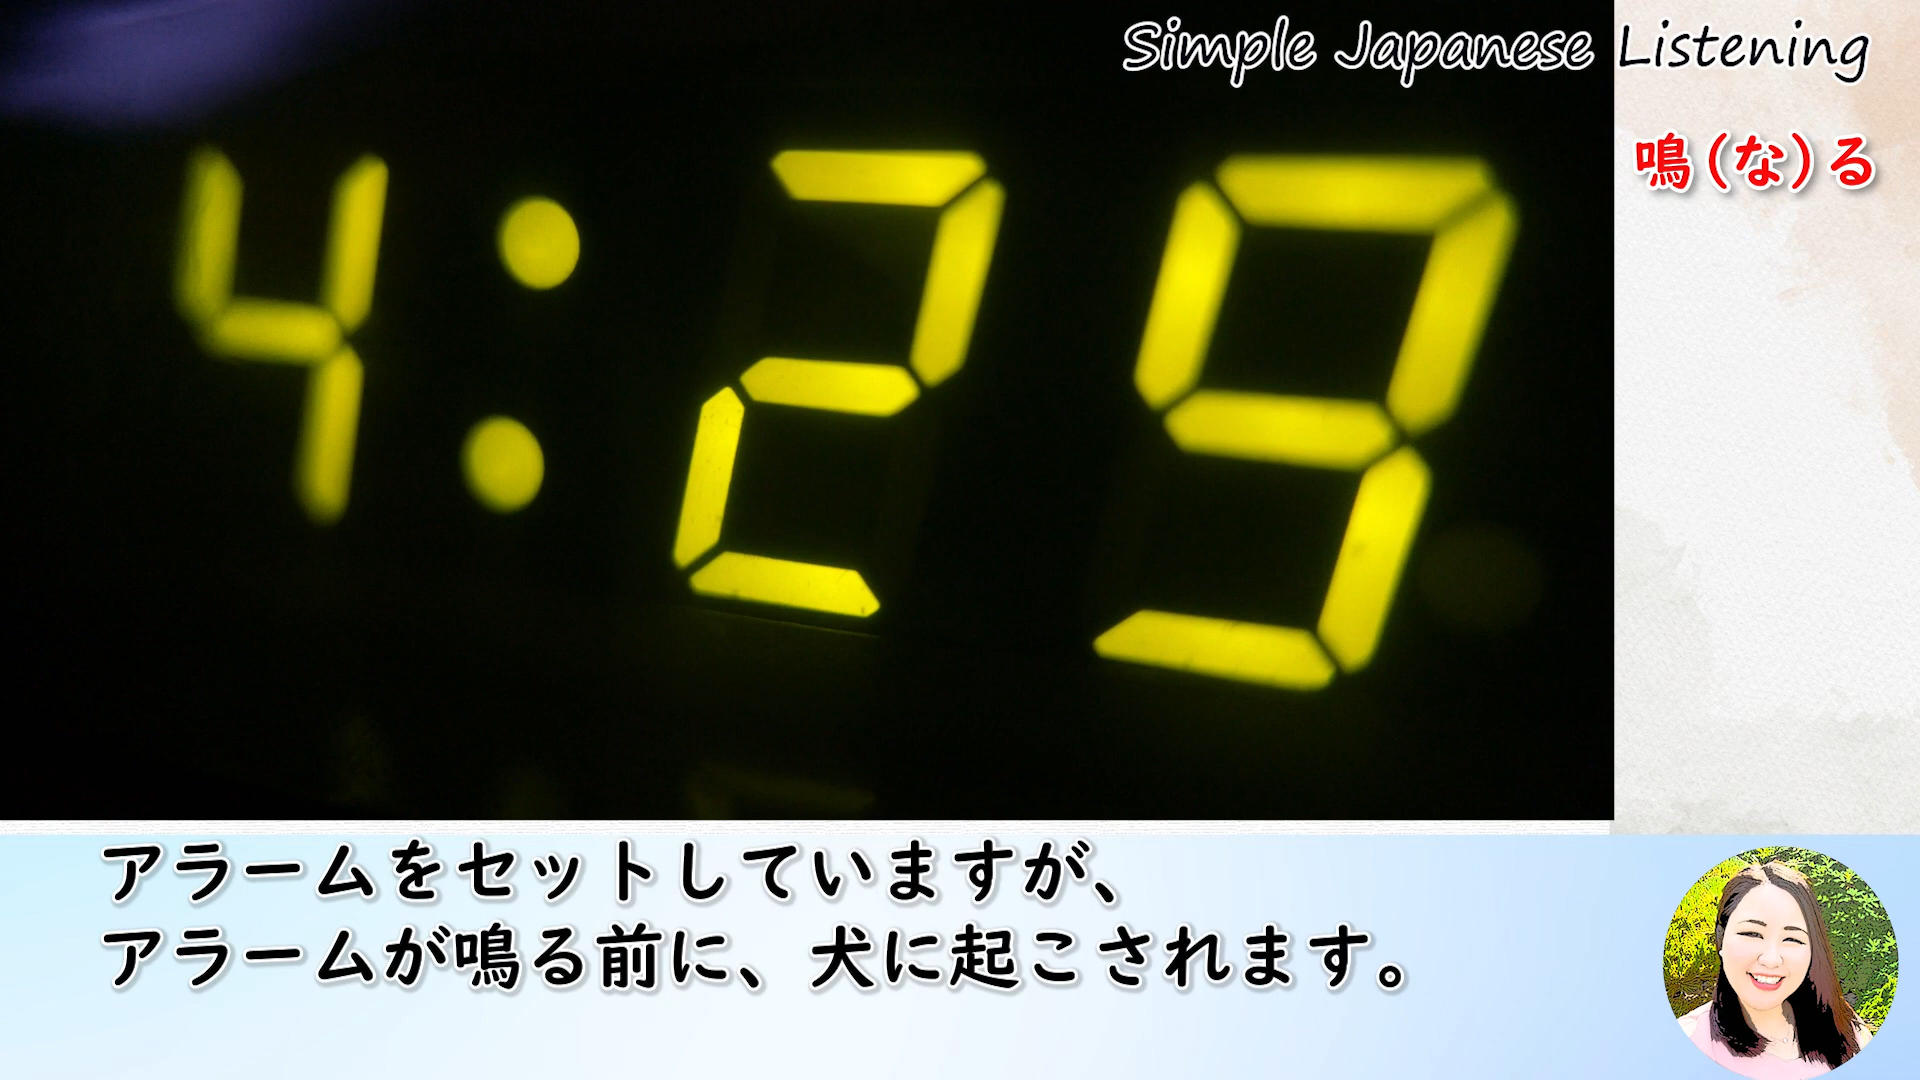 Simple Japanese Listening
鳴(な)る
4:29
アラームをセットしていますが、
アラームが鳴る前に、犬に起こされます。